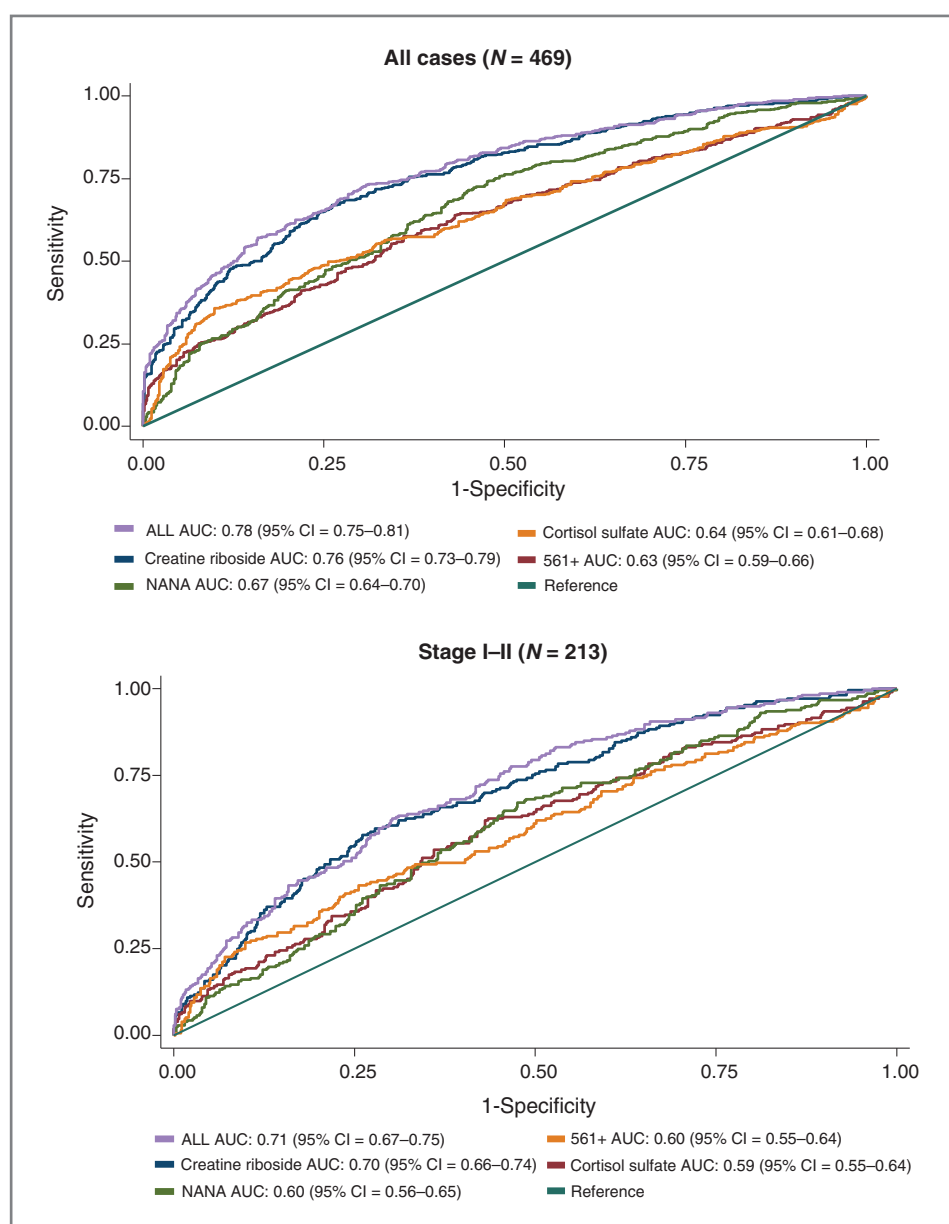 All cases (N = 469)
1.00
0.75
0.50
0.25
0.00
Sensitivity
0.00 0.25 0.50 0.75 1.00
1-Specificity
ALL AUC: 0.78 (95% CI = 0.75–0.81)
Creatine riboside AUC: 0.76 (95% CI = 0.73–0.79)
NANA AUC: 0.67 (95% CI = 0.64–0.70)
Cortisol sulfate AUC: 0.64 (95% CI = 0.61–0.68)
561+ AUC: 0.63 (95% CI = 0.59–0.66)
Reference
Stage I–II (N = 213)
1.00
0.75
0.50
0.25
0.00
Sensitivity
0.00 0.25 0.50 0.75 1.00
1-Specificity
ALL AUC: 0.71 (95% CI = 0.67–0.75)
Creatine riboside AUC: 0.70 (95% CI = 0.66–0.74)
NANA AUC: 0.60 (95% CI = 0.56–0.65)
561+ AUC: 0.60 (95% CI = 0.55–0.64)
Cortisol sulfate AUC: 0.59 (95% CI = 0.55–0.64)
Reference